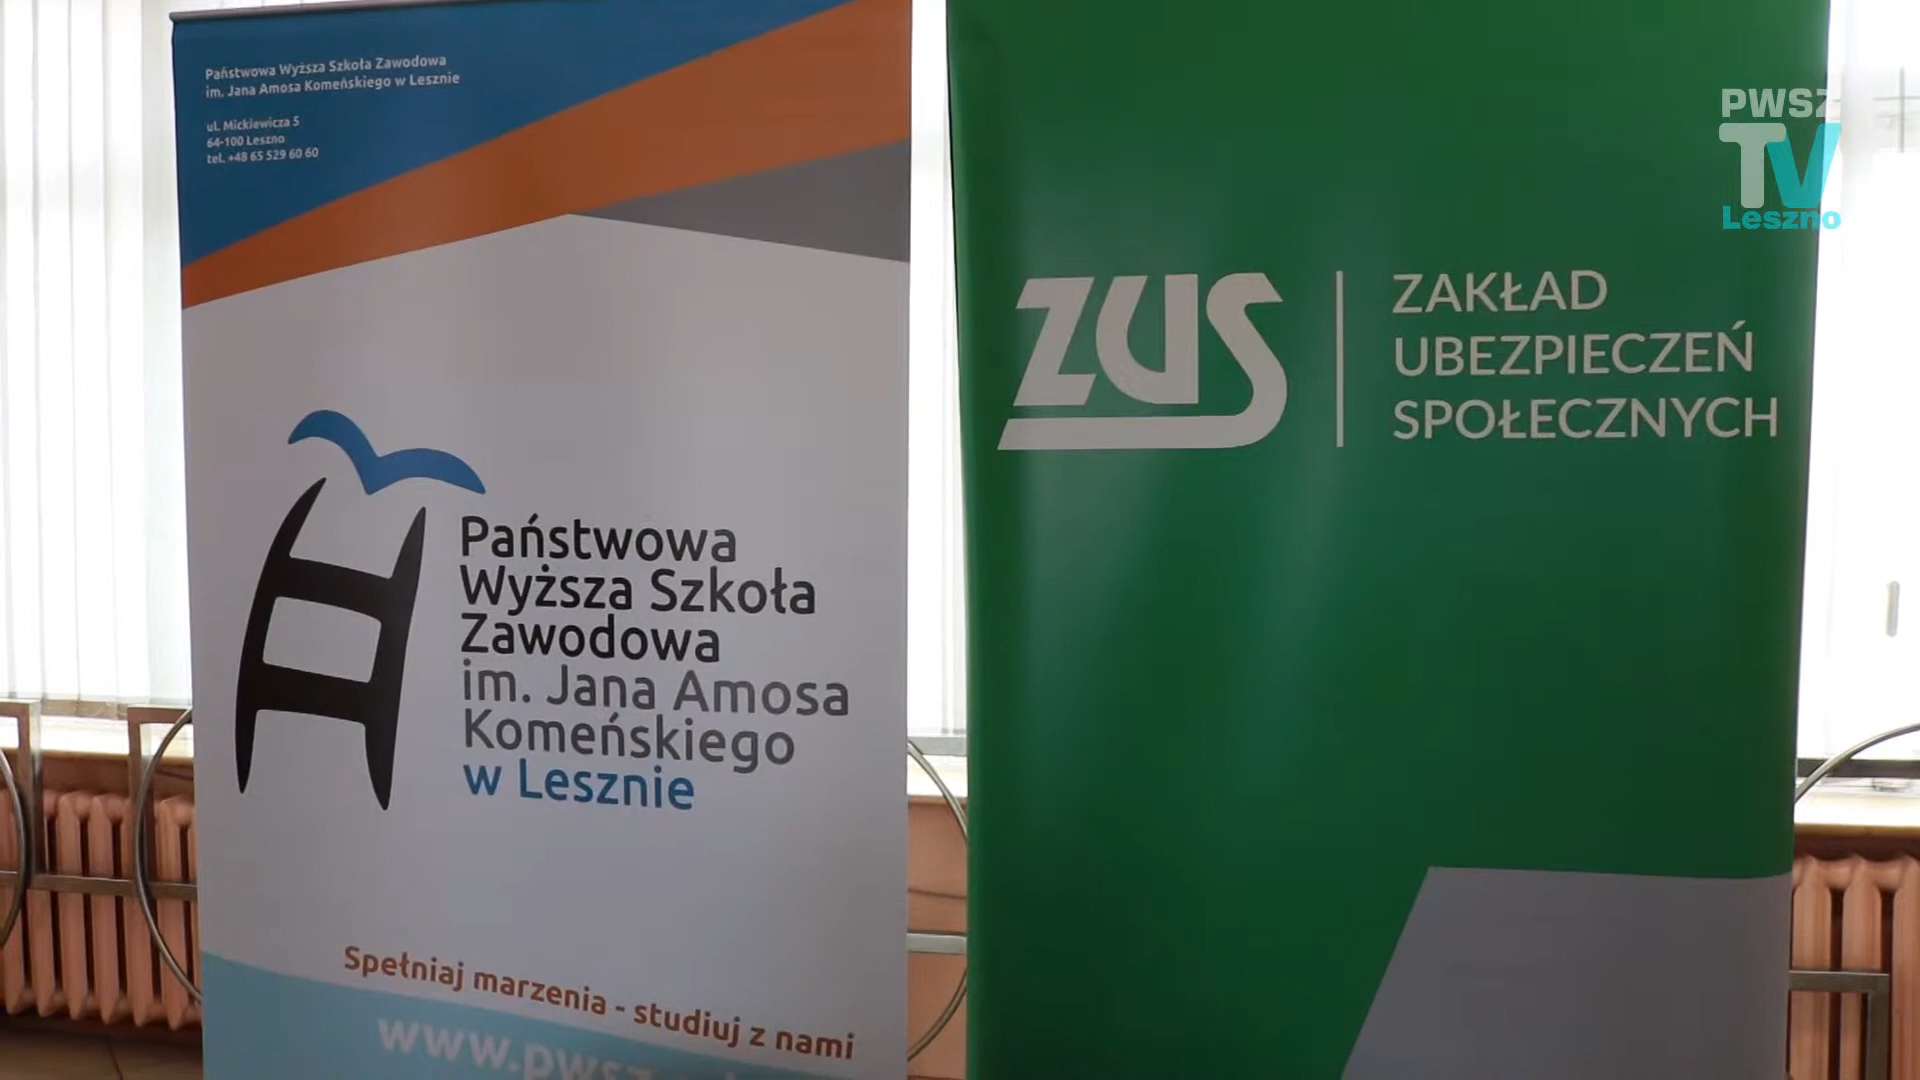 Państwowa Wyższa Szkoła Zawodowa
im. Jana Amosa Komeńskiego w Lesznie
ul. Mickiewicza 5
64-100 Leszno
tel. +48 65 529 60 60
Państwowa
Wyższa Szkoła
Zawodowa
im. Jana Amosa
Komeńskiego
w Lesznie
Spełniaj marzenia - studiuj z nami
ZUS
ZAKŁAD
UBEZPIECZEŃ
SPOŁECZNYCH
PWSZ
TV
Leszno